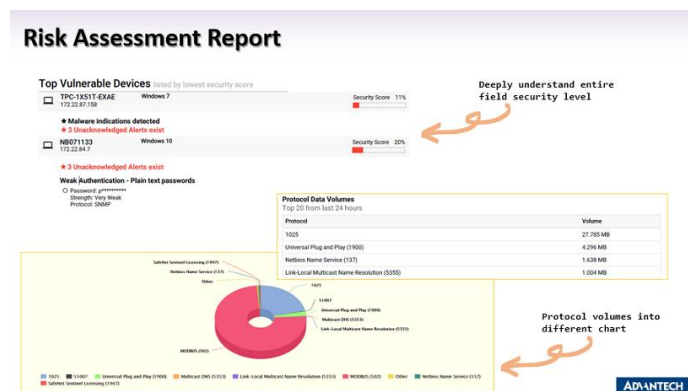 Risk Assessment Report
Top Vulnerable Devices listed by lowest security score
TPC-1X51T-EXAE Windows 7 Security Score 11%
172.22.87.158
★ Malware indications detected
★ 3 Unacknowledged Alerts exist
NB071133 Windows 10 Security Score 20%
172.22.84.7
★ 3 Unacknowledged Alerts exist
Weak Authentication - Plain text passwords
Password: p**********
Strength: Very Weak
Protocol: SNMP
Deeply understand entire
field security level
Protocol Data Volumes
Top 20 from last 24 hours
Protocol Volume
1025 27.785 MB
Universal Plug and Play (1900) 4.296 MB
Netbios Name Service (137) 1.638 MB
Link-Local Multicast Name Resolution (5355) 1.004 MB
SafeNet Sentinel Licensing (1947)
Netbios Name Service (137)
Other
1025
51007
Universal Plug and Play (1900)
Multicast DNS (5353)
Link-Local Multicast Name Resolution (5355)
MODBUS (502)
Protocol volumes into
different chart
1025 51007 Universal Plug and Play (1900) Multicast DNS (5353) Link-Local Multicast Name Resolution (5355) MODBUS (502) Other Netbios Name Service (137)
SafeNet Sentinel Licensing (1947)
ADVANTECH